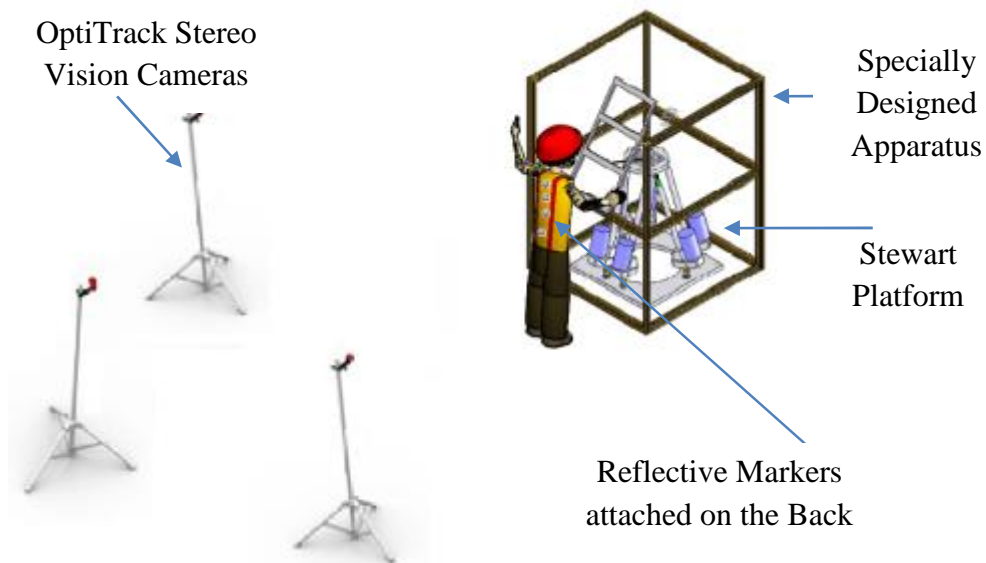 OptiTrack Stereo
Vision Cameras
Specially
Designed
Apparatus
Stewart
Platform
Reflective Markers
attached on the Back